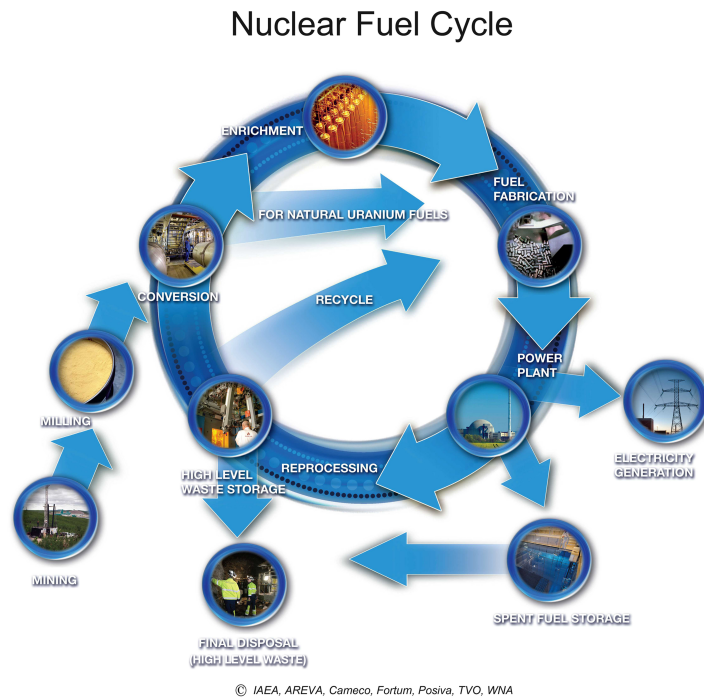 Nuclear Fuel Cycle
ENRICHMENT
FUEL
FABRICATION
FOR NATURAL URANIUM FUELS
CONVERSION
RECYCLE
POWER
PLANT
MILLING
ELECTRICITY
GENERATION
HIGH LEVEL
WASTE STORAGE
REPROCESSING
MINING
SPENT FUEL STORAGE
FINAL DISPOSAL
(HIGH LEVEL WASTE)
© IAEA, AREVA, Cameco, Fortum, Posiva, TVO, WNA